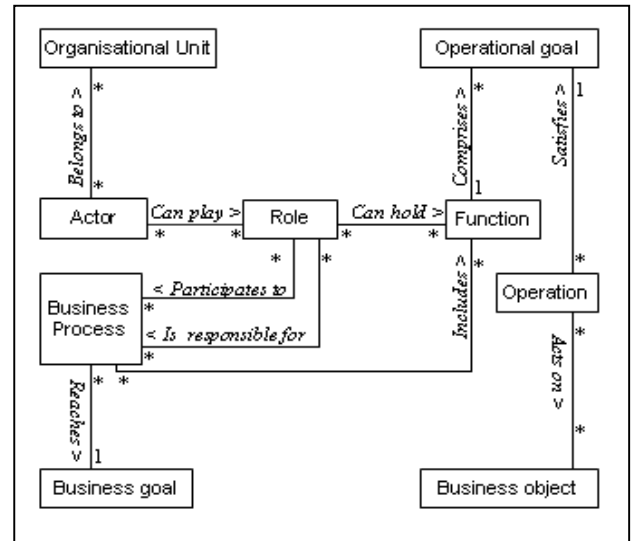 Organisational Unit
Operational goal
*
*
1
Belongs to >
Comprises >
Satisfies >
*
1
Actor
Can play >
*
*
Role
Can hold >
*
*
Function
*
*
*
*
< Participates to
*
Business
Process
< Is responsible for
*
Includes >
Operation
*
*
*
Reaches >
Acts on >
1
*
Business goal
Business object